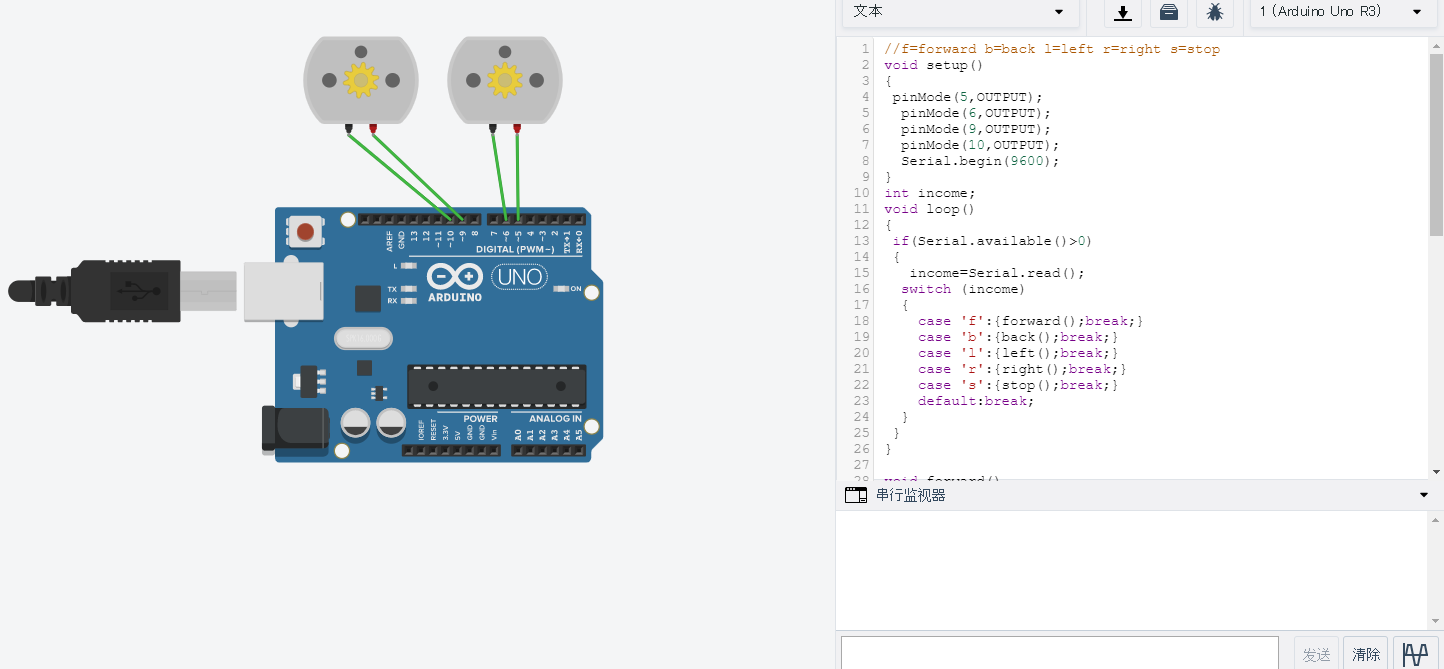 文本
1 (Arduino Uno R3)
1 //f=forward b=back l=left r=right s=stop
2 void setup()
3 {
4 pinMode(5,OUTPUT);
5 pinMode(6,OUTPUT);
6 pinMode(9,OUTPUT);
7 pinMode(10,OUTPUT);
8 Serial.begin(9600);
9 }
10 int income;
11 void loop()
12 {
13 if(Serial.available()>0)
14 {
15 income=Serial.read();
16 switch (income)
17 {
18 case 'f':{forward();break;}
19 case 'b':{back();break;}
20 case 'l':{left();break;}
21 case 'r':{right();break;}
22 case 's':{stop();break;}
23 default:break;
24 }
25 }
26 }
27
28 void forward()
串行监视器
发送 清除
AREF GND 13 12 ~11 ~10 ~9 8 7 ~6 ~5 4 ~3 2 TX→1 RX←0
DIGITAL (PWM~)
L
TX
RX
UNO
ARDUINO
ON
POWER
ANALOG IN
IOREF RESET 3.3V 5V GND GND Vin A0 A1 A2 A3 A4 A5